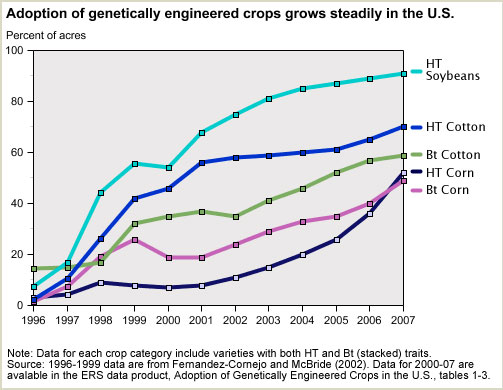 Adoption of genetically engineered crops grows steadily in the U.S.
Percent of acres
100
80
60
40
20
0
HT
Soybeans
HT Cotton
Bt Cotton
HT Corn
Bt Corn
1996 1997 1998 1999 2000 2001 2002 2003 2004 2005 2006 2007
Note: Data for each crop category include varieties with both HT and Bt (stacked) traits.
Source: 1996-1999 data are from Fernandez-Cornejo and McBride (2002). Data for 2000-07 are
avalable in the ERS data product, Adoption of Genetically Engineered Crops in the U.S., tables 1-3.